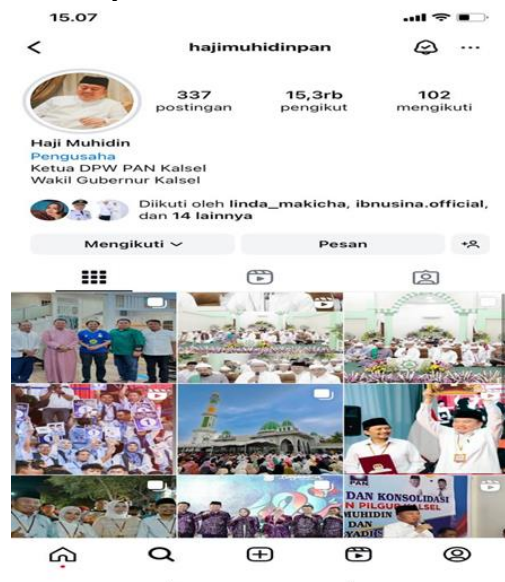 15.07
hajimuhidinpan
337
postingan
15,3rb
pengikut
102
mengikuti
Haji Muhidin
Pengusaha
Ketua DPW PAN Kalsel
Wakil Gubernur Kalsel
Diikuti oleh linda_makicha, ibnusina.official,
dan 14 lainnya
Mengikuti
Pesan
PAN
DAN KONSOLIDASI
PILGUB KALSEL
MUHIDIN
DAN